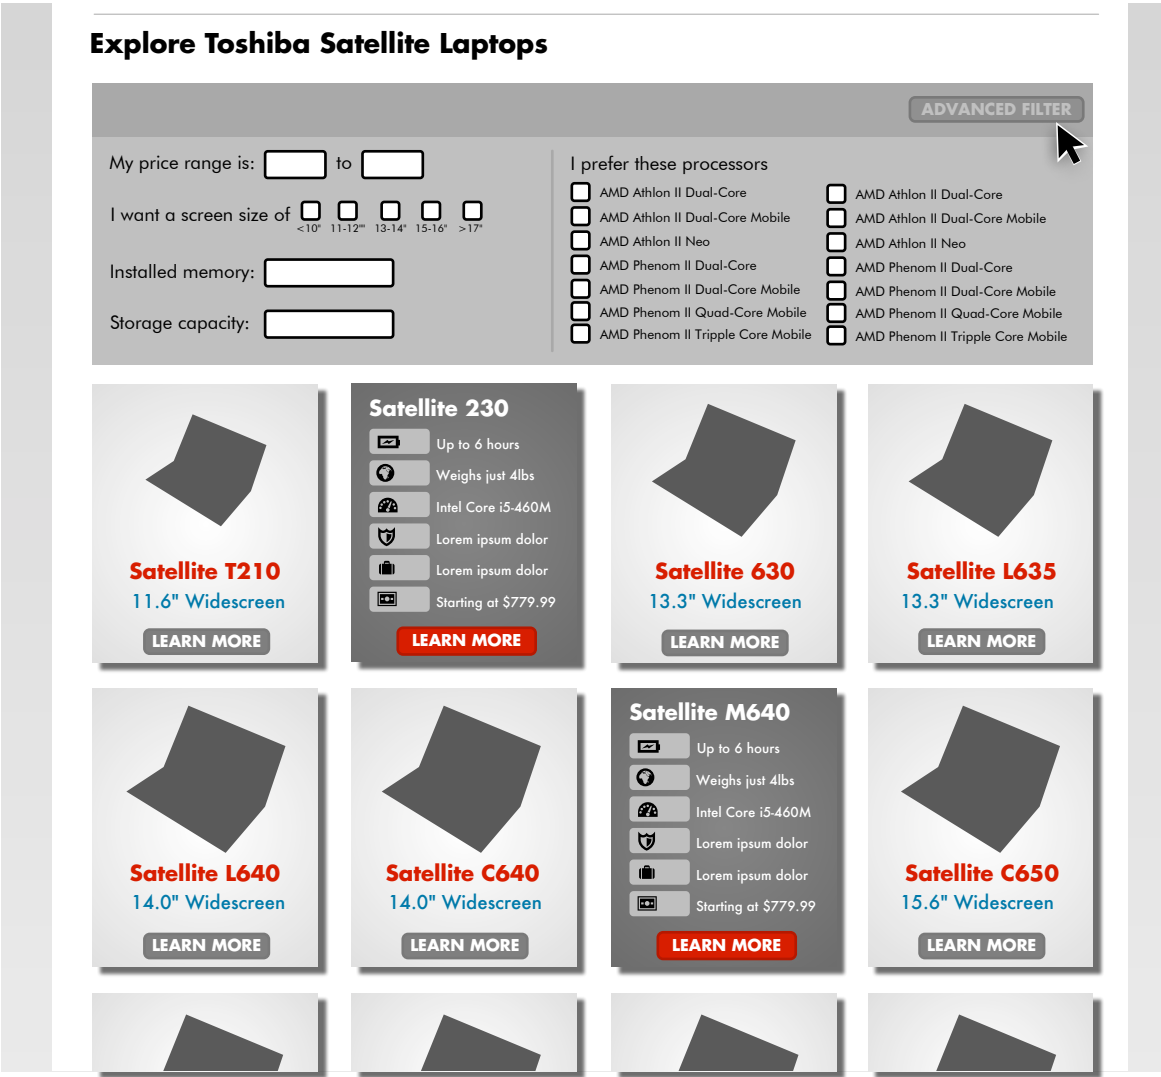 Explore Toshiba Satellite Laptops
ADVANCED FILTER
My price range is: to
I want a screen size of
<10" 11-12"" 13-14" 15-16" >17"
Installed memory:
Storage capacity:
I prefer these processors
AMD Athlon II Dual-Core
AMD Athlon II Dual-Core Mobile
AMD Athlon II Neo
AMD Phenom II Dual-Core
AMD Phenom II Dual-Core Mobile
AMD Phenom II Quad-Core Mobile
AMD Phenom II Tripple Core Mobile
AMD Athlon II Dual-Core
AMD Athlon II Dual-Core Mobile
AMD Athlon II Neo
AMD Phenom II Dual-Core
AMD Phenom II Dual-Core Mobile
AMD Phenom II Quad-Core Mobile
AMD Phenom II Tripple Core Mobile
Satellite T210
11.6" Widescreen
LEARN MORE
Satellite 230
Up to 6 hours
Weighs just 4lbs
Intel Core i5-460M
Lorem ipsum dolor
Lorem ipsum dolor
Starting at $779.99
LEARN MORE
Satellite 630
13.3" Widescreen
LEARN MORE
Satellite L635
13.3" Widescreen
LEARN MORE
Satellite L640
14.0" Widescreen
LEARN MORE
Satellite C640
14.0" Widescreen
LEARN MORE
Satellite M640
Up to 6 hours
Weighs just 4lbs
Intel Core i5-460M
Lorem ipsum dolor
Lorem ipsum dolor
Starting at $779.99
LEARN MORE
Satellite C650
15.6" Widescreen
LEARN MORE